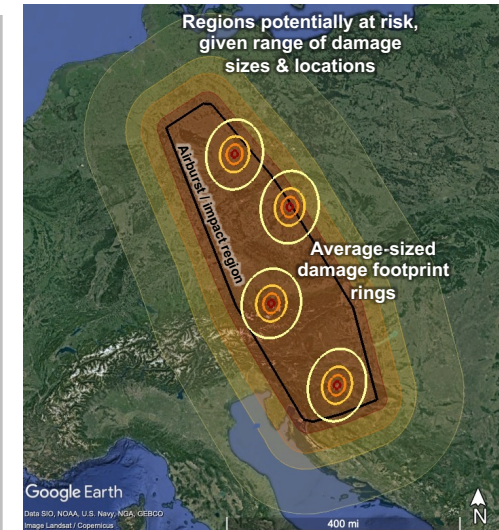 Regions potentially at risk,
given range of damage
sizes & locations
Airburst / impact region
Average-sized
damage footprint
rings
Google Earth
Data SIO, NOAA, U.S. Navy, NGA, GEBCO
Image Landsat / Copernicus
400 mi
N